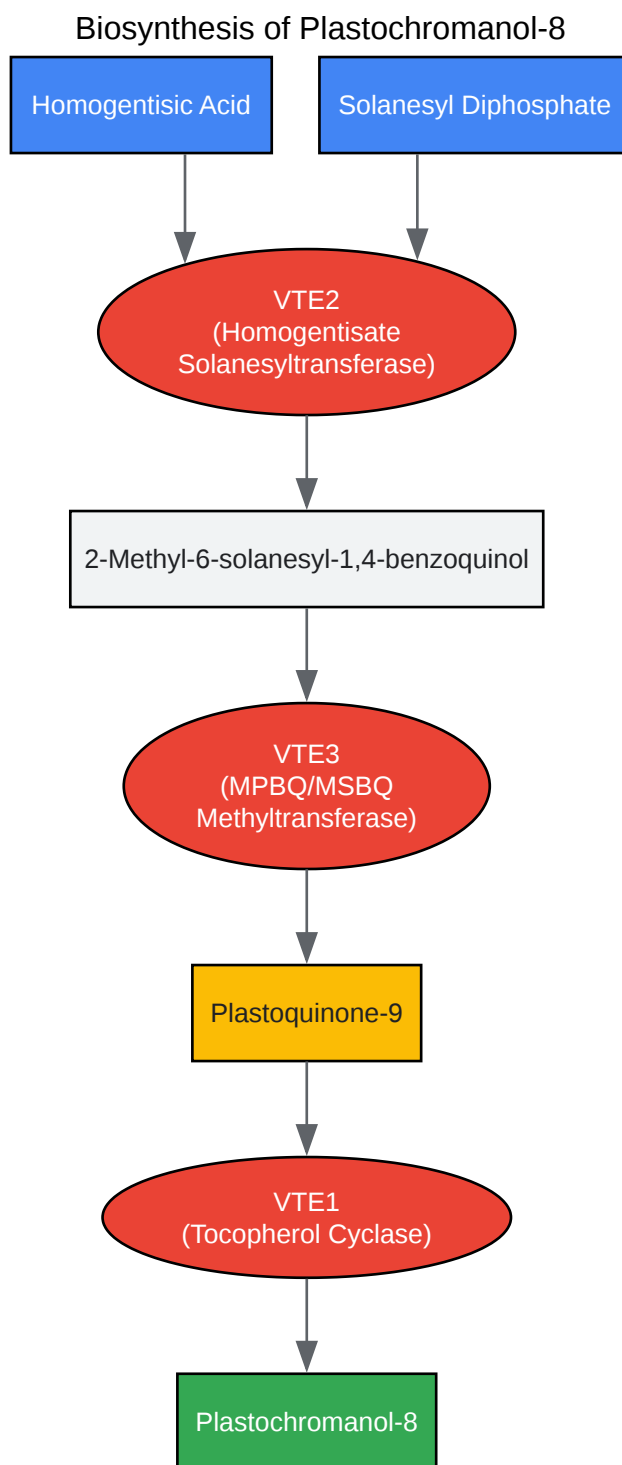 Biosynthesis of Plastochromanol-8
Homogentisic Acid
Solanesyl Diphosphate
VTE2
(Homogentisate
Solanesyltransferase)
2-Methyl-6-solanesyl-1,4-benzoquinol
VTE3
(MPBQ/MSBQ
Methyltransferase)
Plastoquinone-9
VTE1
(Tocopherol Cyclase)
Plastochromanol-8